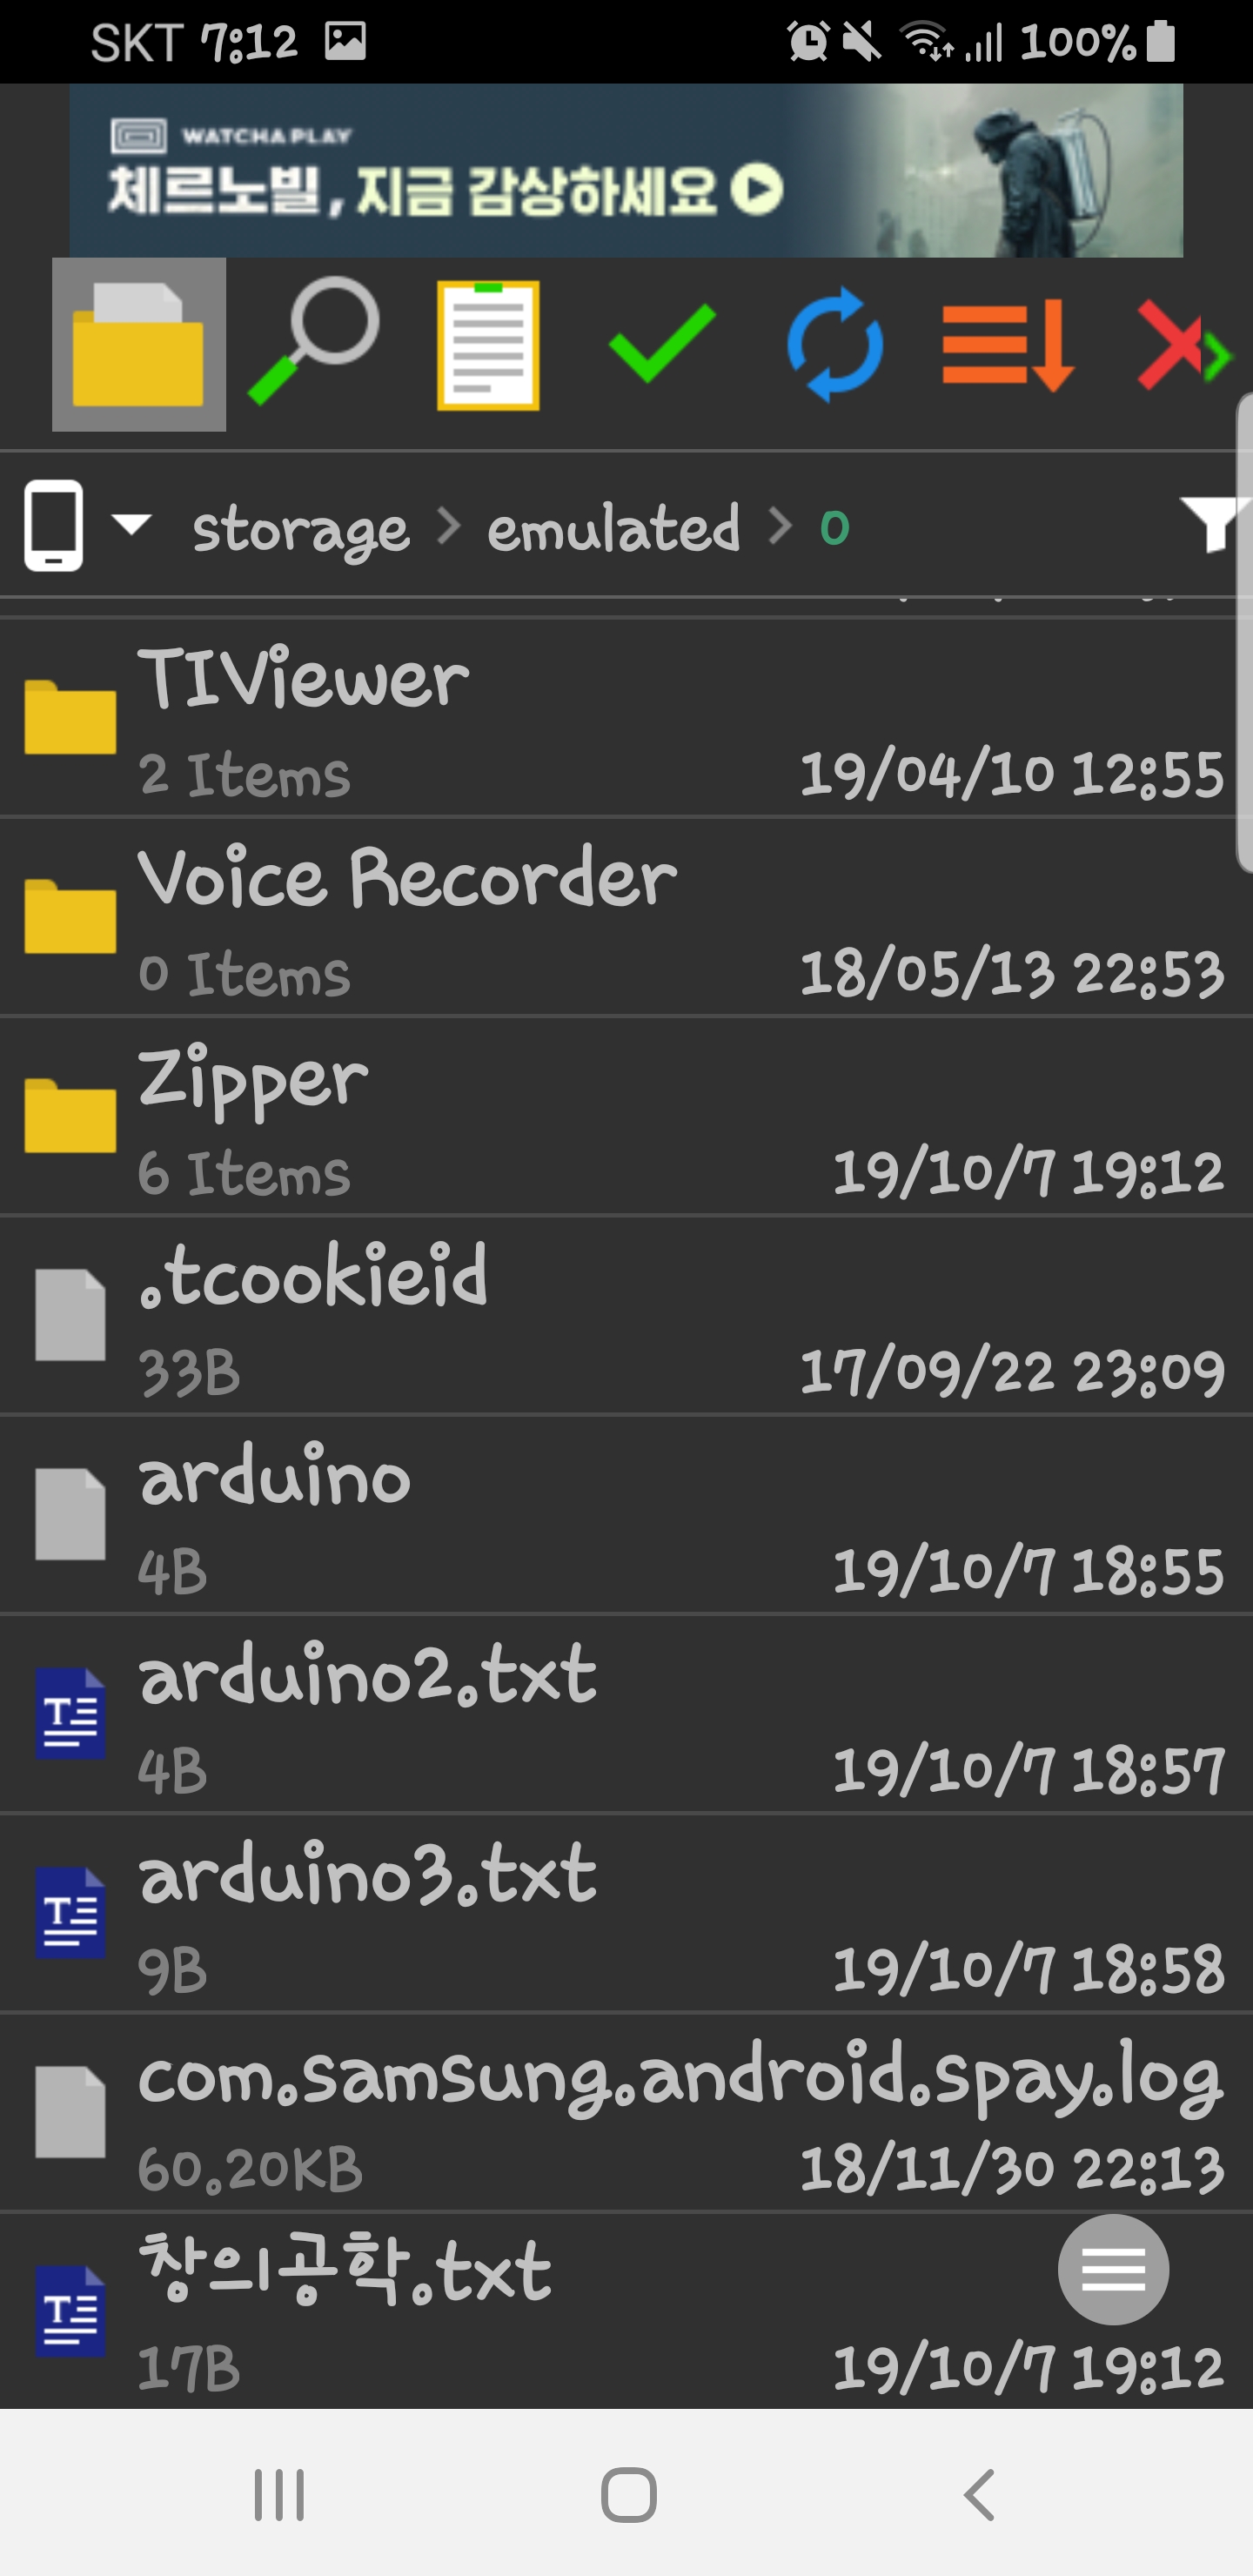 SKT 7:12 100%
WATCHA PLAY
체르노빌, 지금 감상하세요
storage > emulated > 0
TIViewer
2 Items 19/04/10 12:55
Voice Recorder
0 Items 18/05/13 22:53
Zipper
6 Items 19/10/7 19:12
.tcookieid
33B 17/09/22 23:09
arduino
4B 19/10/7 18:55
arduino2.txt
4B 19/10/7 18:57
arduino3.txt
9B 19/10/7 18:58
com.samsung.android.spay.log
60.20KB 18/11/30 22:13
창의공학.txt
17B 19/10/7 19:12